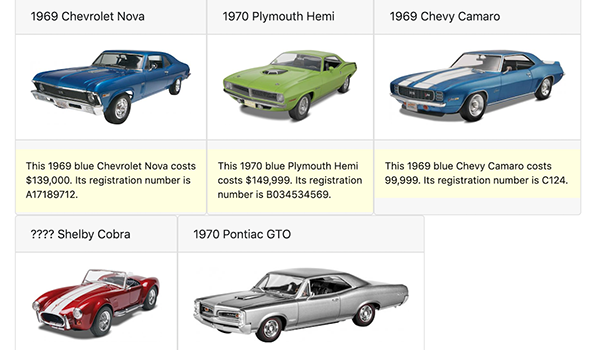 1969 Chevrolet Nova
1970 Plymouth Hemi
1969 Chevy Camaro
This 1969 blue Chevrolet Nova costs
$139,000. Its registration number is
A17189712.
This 1970 blue Plymouth Hemi
costs $149,999. Its registration
number is B034534569.
This 1969 blue Chevy Camaro costs
99,999. Its registration number is C124.
???? Shelby Cobra
1970 Pontiac GTO